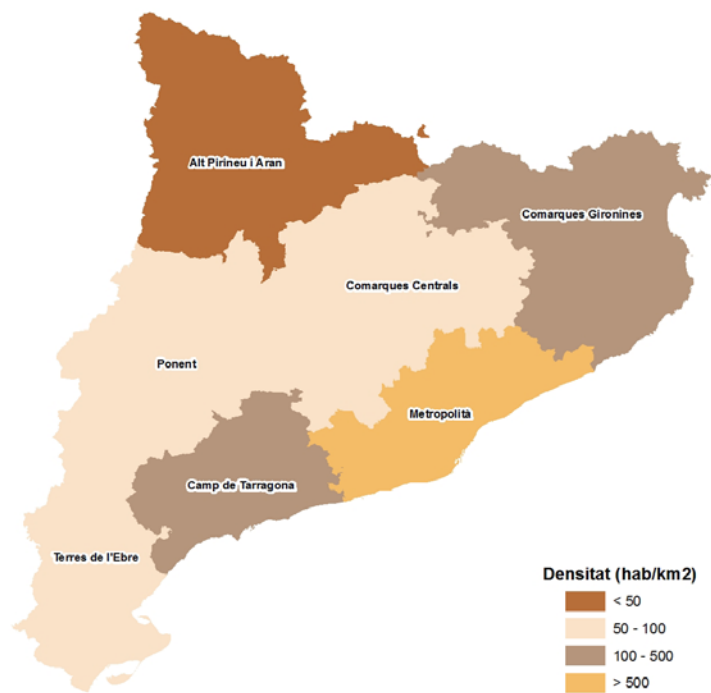 Alt Pirineu i Aran
Comarques Gironines
Comarques Centrals
Ponent
Metropolità
Camp de Tarragona
Terres de l'Ebre
Densitat (hab/km2)
< 50
50 - 100
100 - 500
> 500